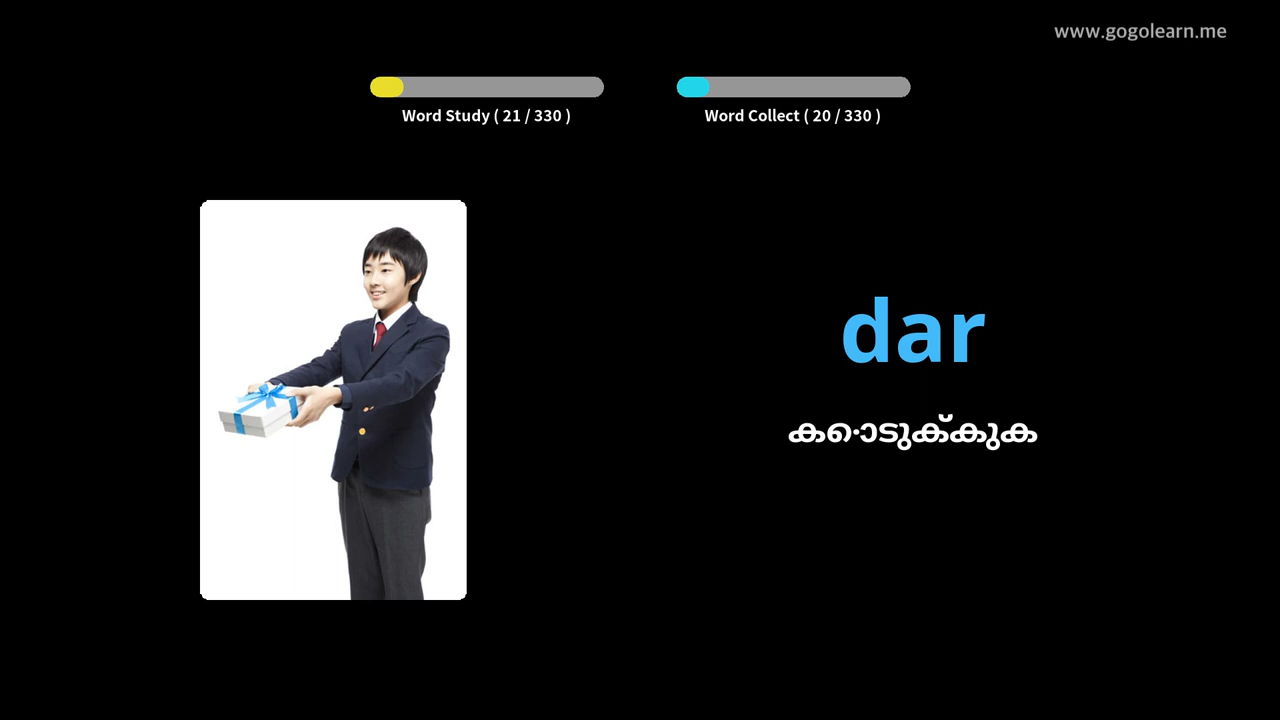 www.gogolearn.me
Word Study ( 21 / 330 )
Word Collect ( 20 / 330 )
dar
കൊടുക്കുക